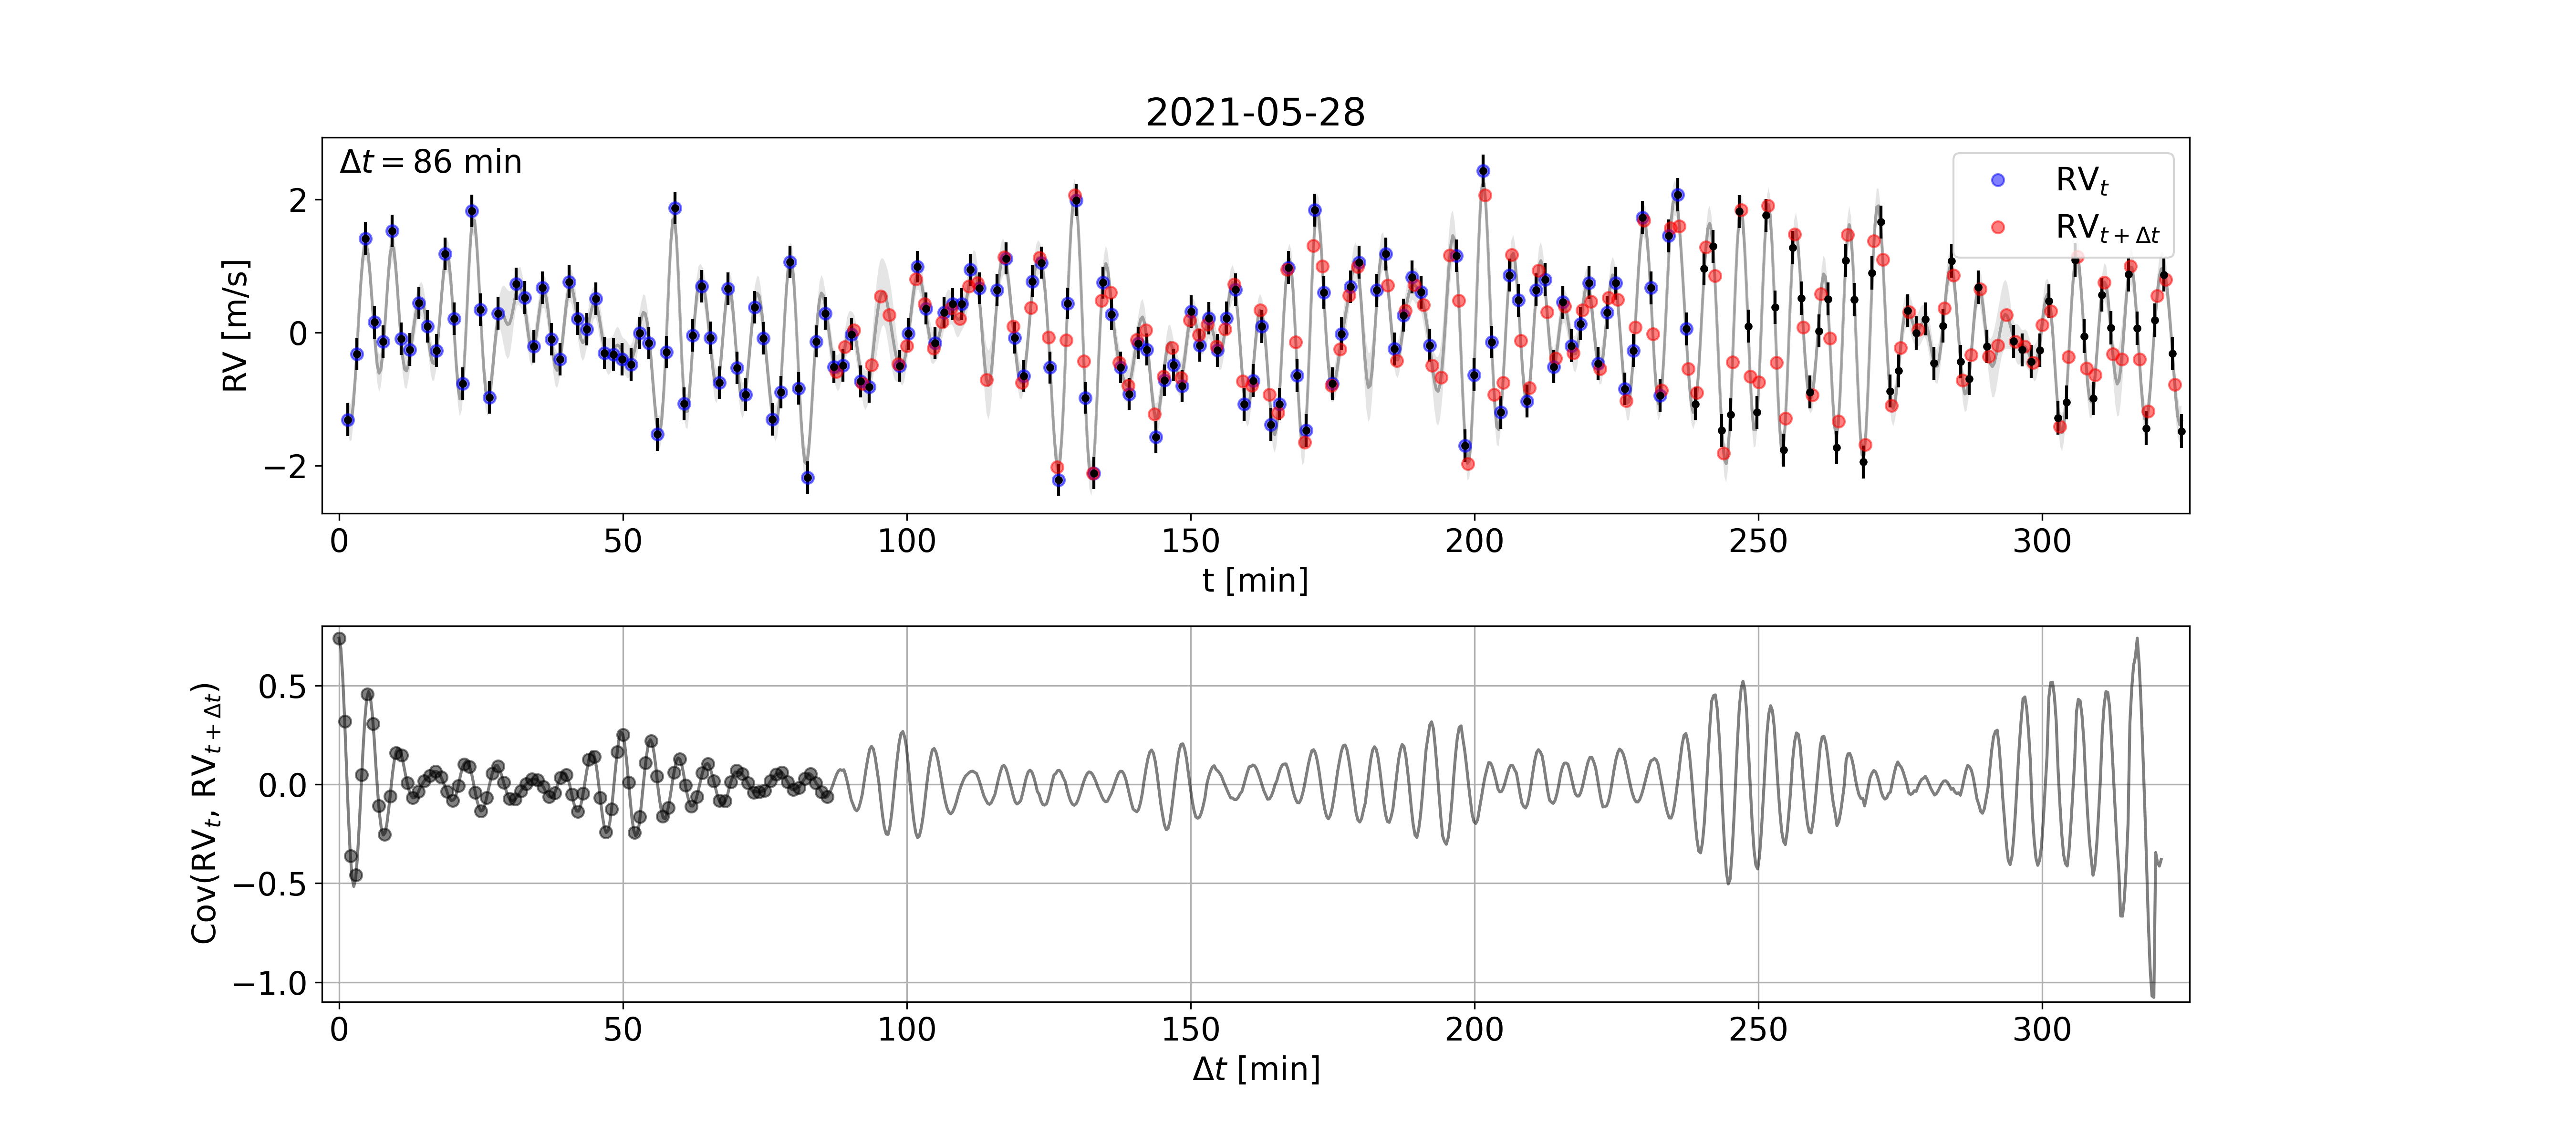 2021-05-28
Δt = 86 min
RV_t
RV_{t+Δt}
RV [m/s]
2
0
−2
0 50 100 150 200 250 300
t [min]
Cov(RV_t, RV_{t+Δt})
0.5
0.0
−0.5
−1.0
0 50 100 150 200 250 300
Δt [min]